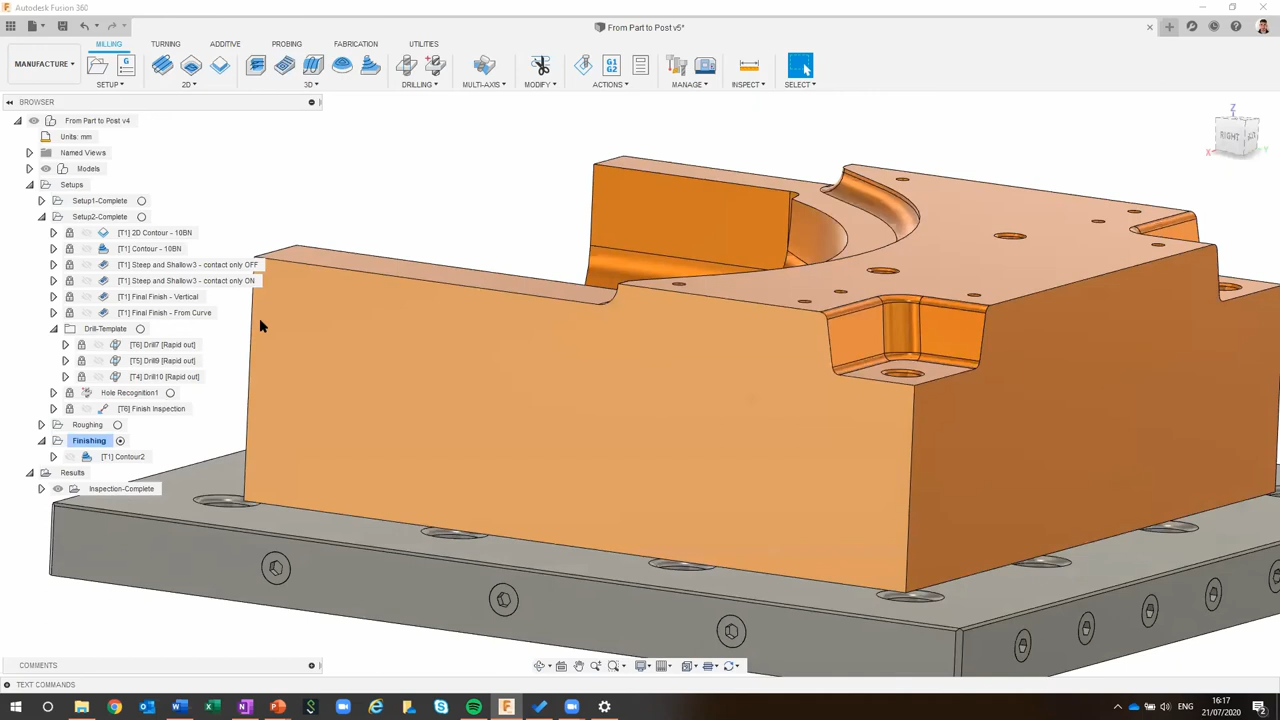 Autodesk Fusion 360
From Part to Post v5*
MILLING TURNING ADDITIVE PROBING FABRICATION UTILITIES
MANUFACTURE
SETUP 2D 3D DRILLING MULTI-AXIS MODIFY ACTIONS MANAGE INSPECT SELECT
G
G1
G2
BROWSER
From Part to Post v4
Units: mm
Named Views
Models
Setups
Setup1-Complete
Setup2-Complete
[T1] 2D Contour - 10BN
[T1] Contour - 10BN
[T1] Steep and Shallow3 - contact only OFF
[T1] Steep and Shallow3 - contact only ON
[T1] Final Finish - Vertical
[T1] Final Finish - From Curve
Drill-Template
[T6] Drill7 [Rapid out]
[T5] Drill9 [Rapid out]
[T4] Drill10 [Rapid out]
Hole Recognition1
[T6] Finish Inspection
Roughing
Finishing
[T1] Contour2
Results
Inspection-Complete
Z
RIGHT
X
Y
COMMENTS
TEXT COMMANDS
ENG
16:17
21/07/2020
2